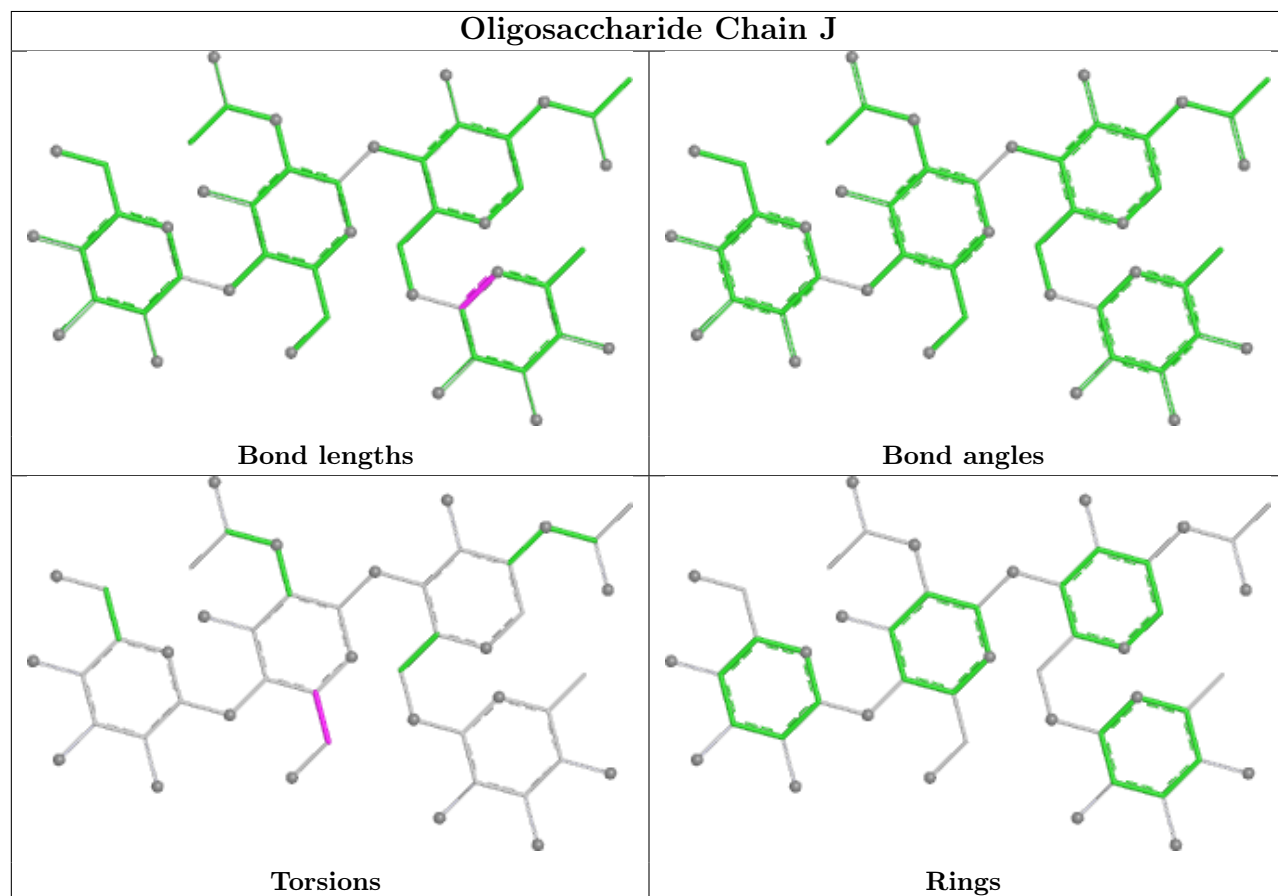 Oligosaccharide Chain J
Bond lengths
Bond angles
Torsions
Rings